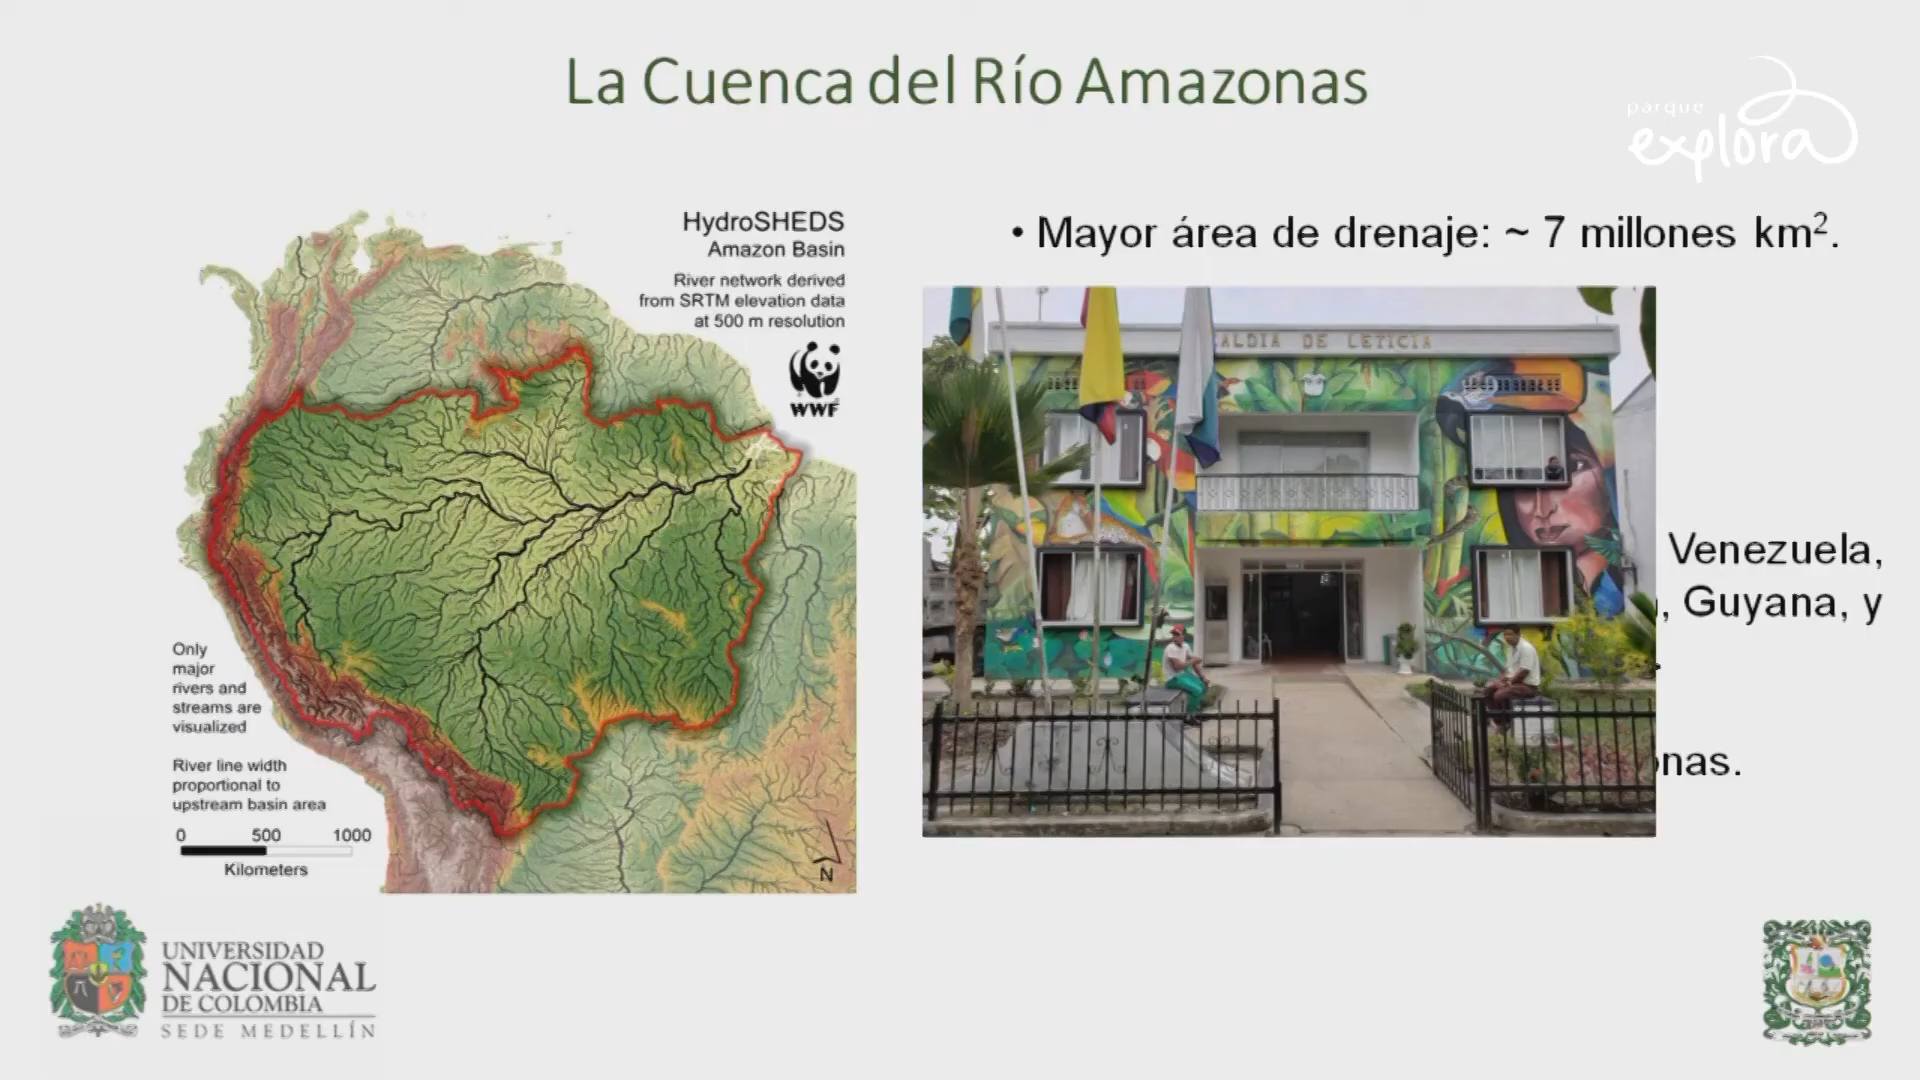 La Cuenca del Río Amazonas
parque
explora
HydroSHEDS
Amazon Basin
River network derived
from SRTM elevation data
at 500 m resolution
WWF
Only
major
rivers and
streams are
visualized
River line width
proportional to
upstream basin area
0 500 1000
Kilometers
N
• Mayor área de drenaje: ~ 7 millones km².
ALDIA DE LETICIA
Venezuela,
, Guyana, y
nas.
UNIVERSIDAD
NACIONAL
DE COLOMBIA
SEDE MEDELLÍN